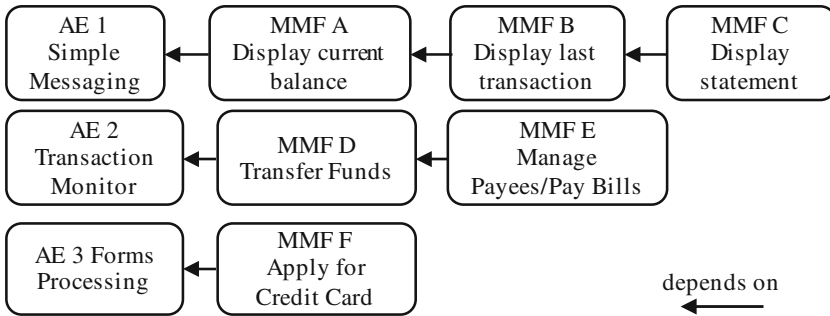 AE 1
Simple
Messaging
MMF A
Display current
balance
MMF B
Display last
transaction
MMF C
Display
statement
AE 2
Transaction
Monitor
MMF D
Transfer Funds
MMF E
Manage
Payees/Pay Bills
AE 3 Forms
Processing
MMF F
Apply for
Credit Card
depends on